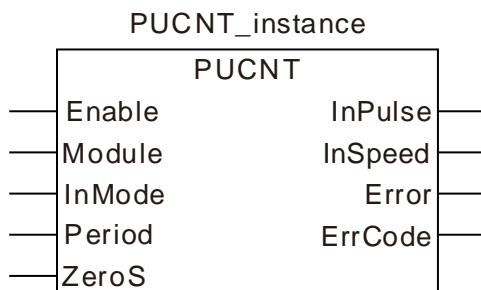 PUCNT_instance
PUCNT
Enable InPulse
Module InSpeed
InMode Error
Period ErrCode
ZeroS